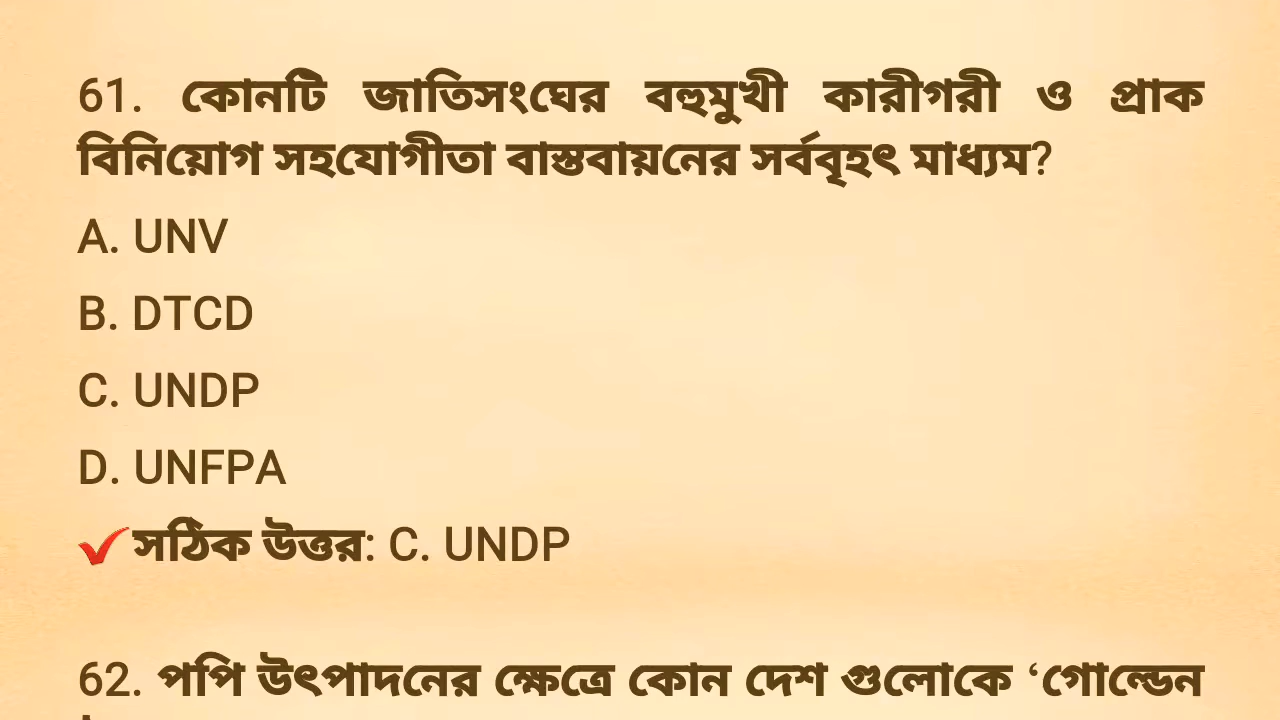 61. কোনটি জাতিসংঘের বহুমুখী কারীগরী ও প্রাক
বিনিয়োগ সহযোগীতা বাস্তবায়নের সর্ববৃহৎ মাধ্যম?
A. UNV
B. DTCD
C. UNDP
D. UNFPA
✔সঠিক উত্তর: C. UNDP
62. পপি উৎপাদনের ক্ষেত্রে কোন দেশ গুলোকে ‘গোল্ডেন